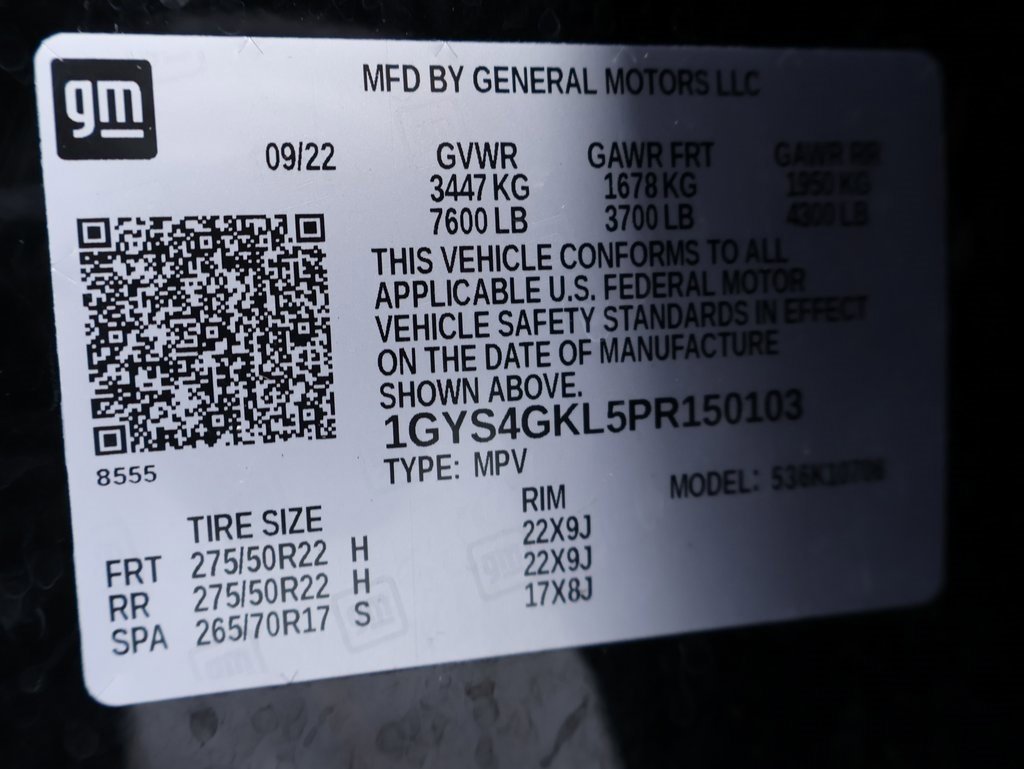 gm
MFD BY GENERAL MOTORS LLC
09/22 GVWR GAWR FRT GAWR RR
3447 KG 1678 KG 1950 KG
7600 LB 3700 LB 4300 LB
THIS VEHICLE CONFORMS TO ALL
APPLICABLE U.S. FEDERAL MOTOR
VEHICLE SAFETY STANDARDS IN EFFECT
ON THE DATE OF MANUFACTURE
SHOWN ABOVE.
1GYS4GKL5PR150103
8555
TYPE: MPV
MODEL:
TIRE SIZE RIM
FRT 275/50R22 H 22X9J
RR 275/50R22 H 22X9J
SPA 265/70R17 S 17X8J